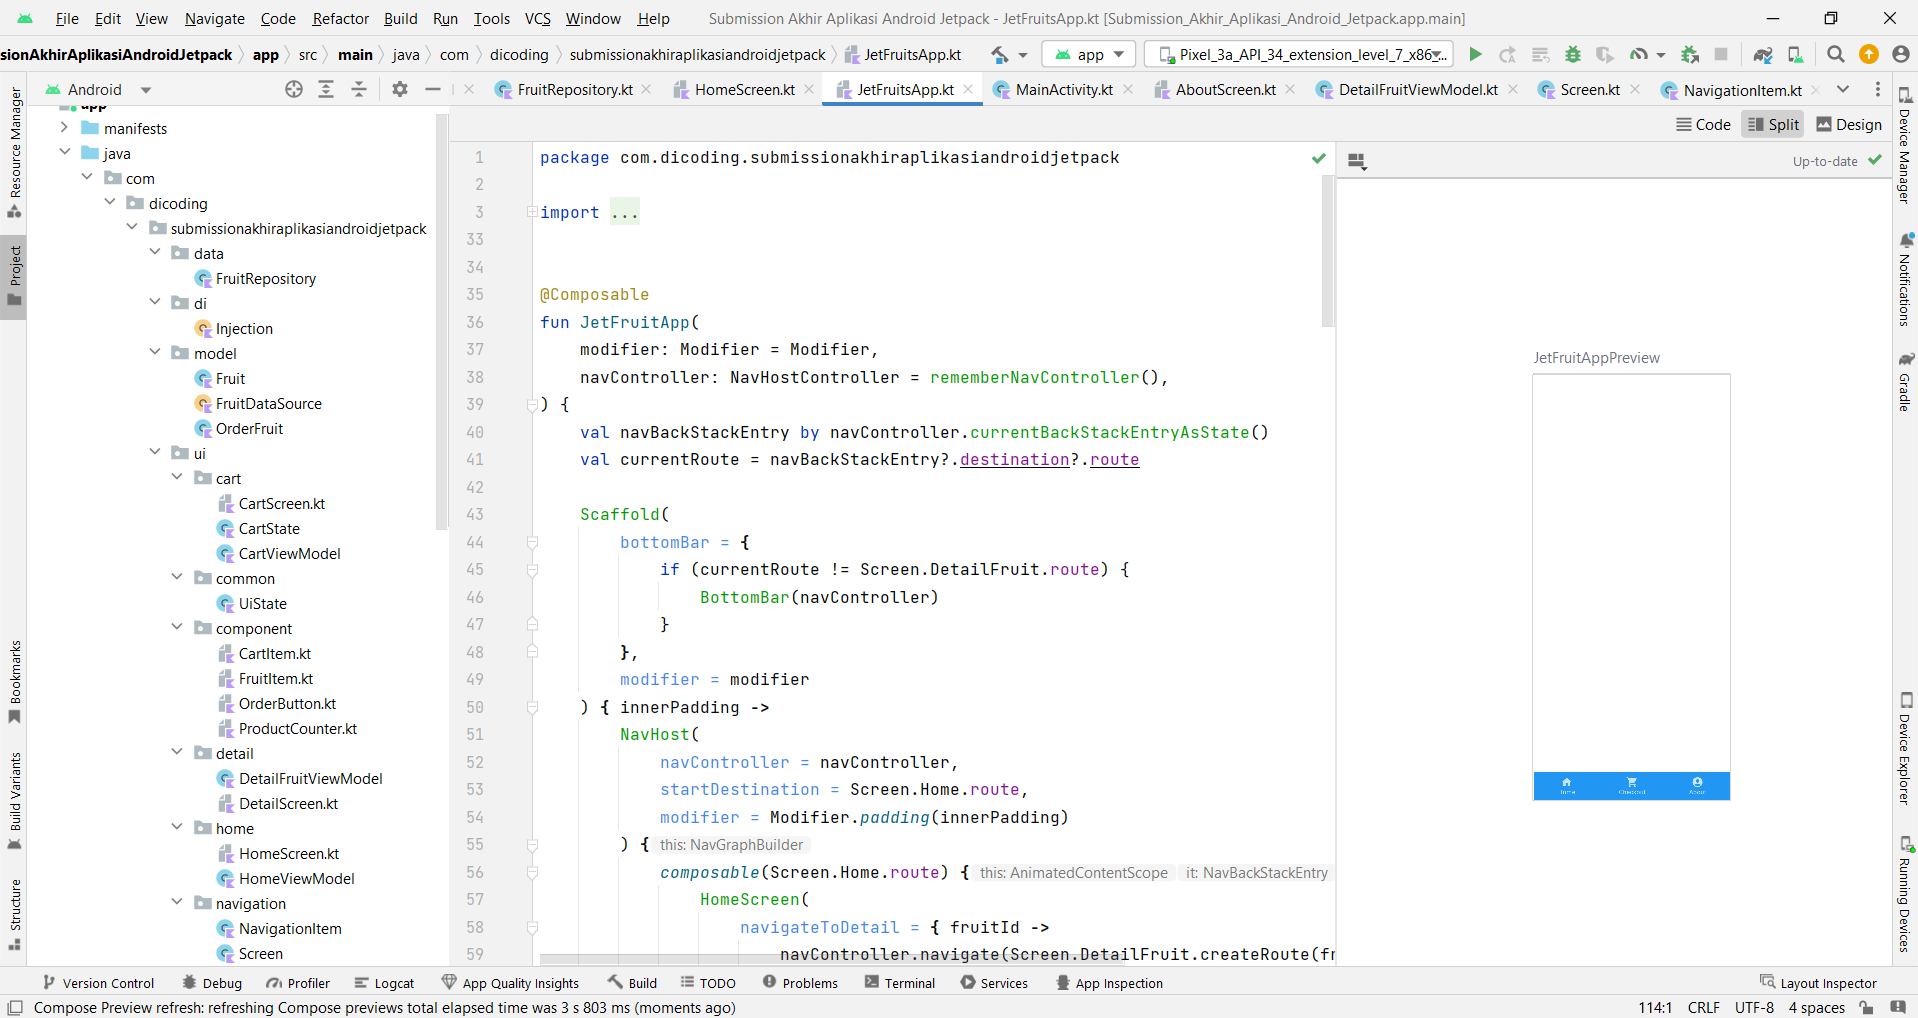 File Edit View Navigate Code Refactor Build Run Tools VCS Window Help Submission Akhir Aplikasi Android Jetpack - JetFruitsApp.kt [Submission_Akhir_Aplikasi_Android_Jetpack.app.main]
sionAkhirAplikasiAndroidJetpack app src main java com dicoding submissionakhiraplikasiandroidjetpack JetFruitsApp.kt app Pixel_3a_API_34_extension_level_7_x86_...
Android FruitRepository.kt HomeScreen.kt JetFruitsApp.kt MainActivity.kt AboutScreen.kt DetailFruitViewModel.kt Screen.kt NavigationItem.kt
Code Split Design
Up-to-date
Resource Manager
Project
Bookmarks
Build Variants
Structure
app
manifests
java
com
dicoding
submissionakhiraplikasiandroidjetpack
data
FruitRepository
di
Injection
model
Fruit
FruitDataSource
OrderFruit
ui
cart
CartScreen.kt
CartState
CartViewModel
common
UiState
component
CartItem.kt
FruitItem.kt
OrderButton.kt
ProductCounter.kt
detail
DetailFruitViewModel
DetailScreen.kt
home
HomeScreen.kt
HomeViewModel
navigation
NavigationItem
Screen
1 package com.dicoding.submissionakhiraplikasiandroidjetpack
2
3 import ...
33
34
35 @Composable
36 fun JetFruitApp(
37 modifier: Modifier = Modifier,
38 navController: NavHostController = rememberNavController(),
39 ) {
40 val navBackStackEntry by navController.currentBackStackEntryAsState()
41 val currentRoute = navBackStackEntry?.destination?.route
42
43 Scaffold(
44 bottomBar = {
45 if (currentRoute != Screen.DetailFruit.route) {
46 BottomBar(navController)
47 }
48 },
49 modifier = modifier
50 ) { innerPadding ->
51 NavHost(
52 navController = navController,
53 startDestination = Screen.Home.route,
54 modifier = Modifier.padding(innerPadding)
55 ) { this: NavGraphBuilder
56 composable(Screen.Home.route) { this: AnimatedContentScope it: NavBackStackEntry
57 HomeScreen(
58 navigateToDetail = { fruitId ->
59 navController.navigate(Screen.DetailFruit.createRoute(fr
JetFruitAppPreview
Home Checkout About
Device Manager
Notifications
Gradle
Device Explorer
Running Devices
Version Control Debug Profiler Logcat App Quality Insights Build TODO Problems Terminal Services App Inspection Layout Inspector
Compose Preview refresh: refreshing Compose previews total elapsed time was 3 s 803 ms (moments ago) 114:1 CRLF UTF-8 4 spaces